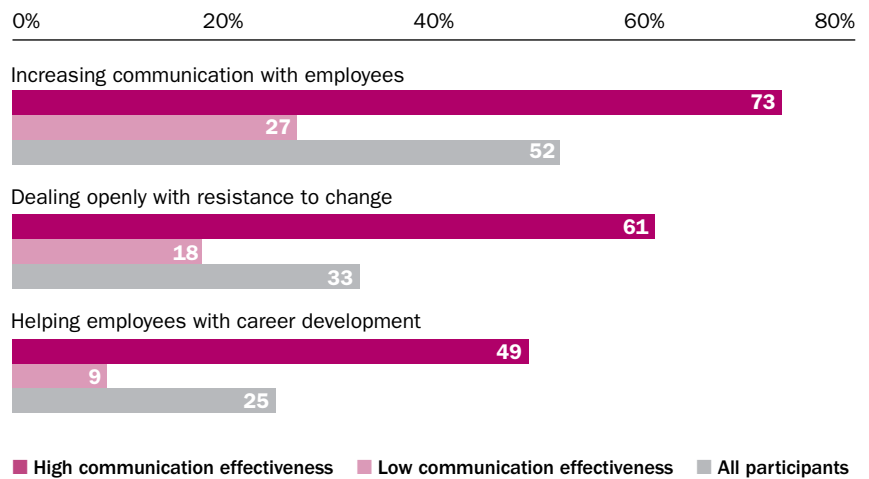 0% 20% 40% 60% 80%
Increasing communication with employees
73
27
52
Dealing openly with resistance to change
61
18
33
Helping employees with career development
49
9
25
High communication effectiveness Low communication effectiveness All participants